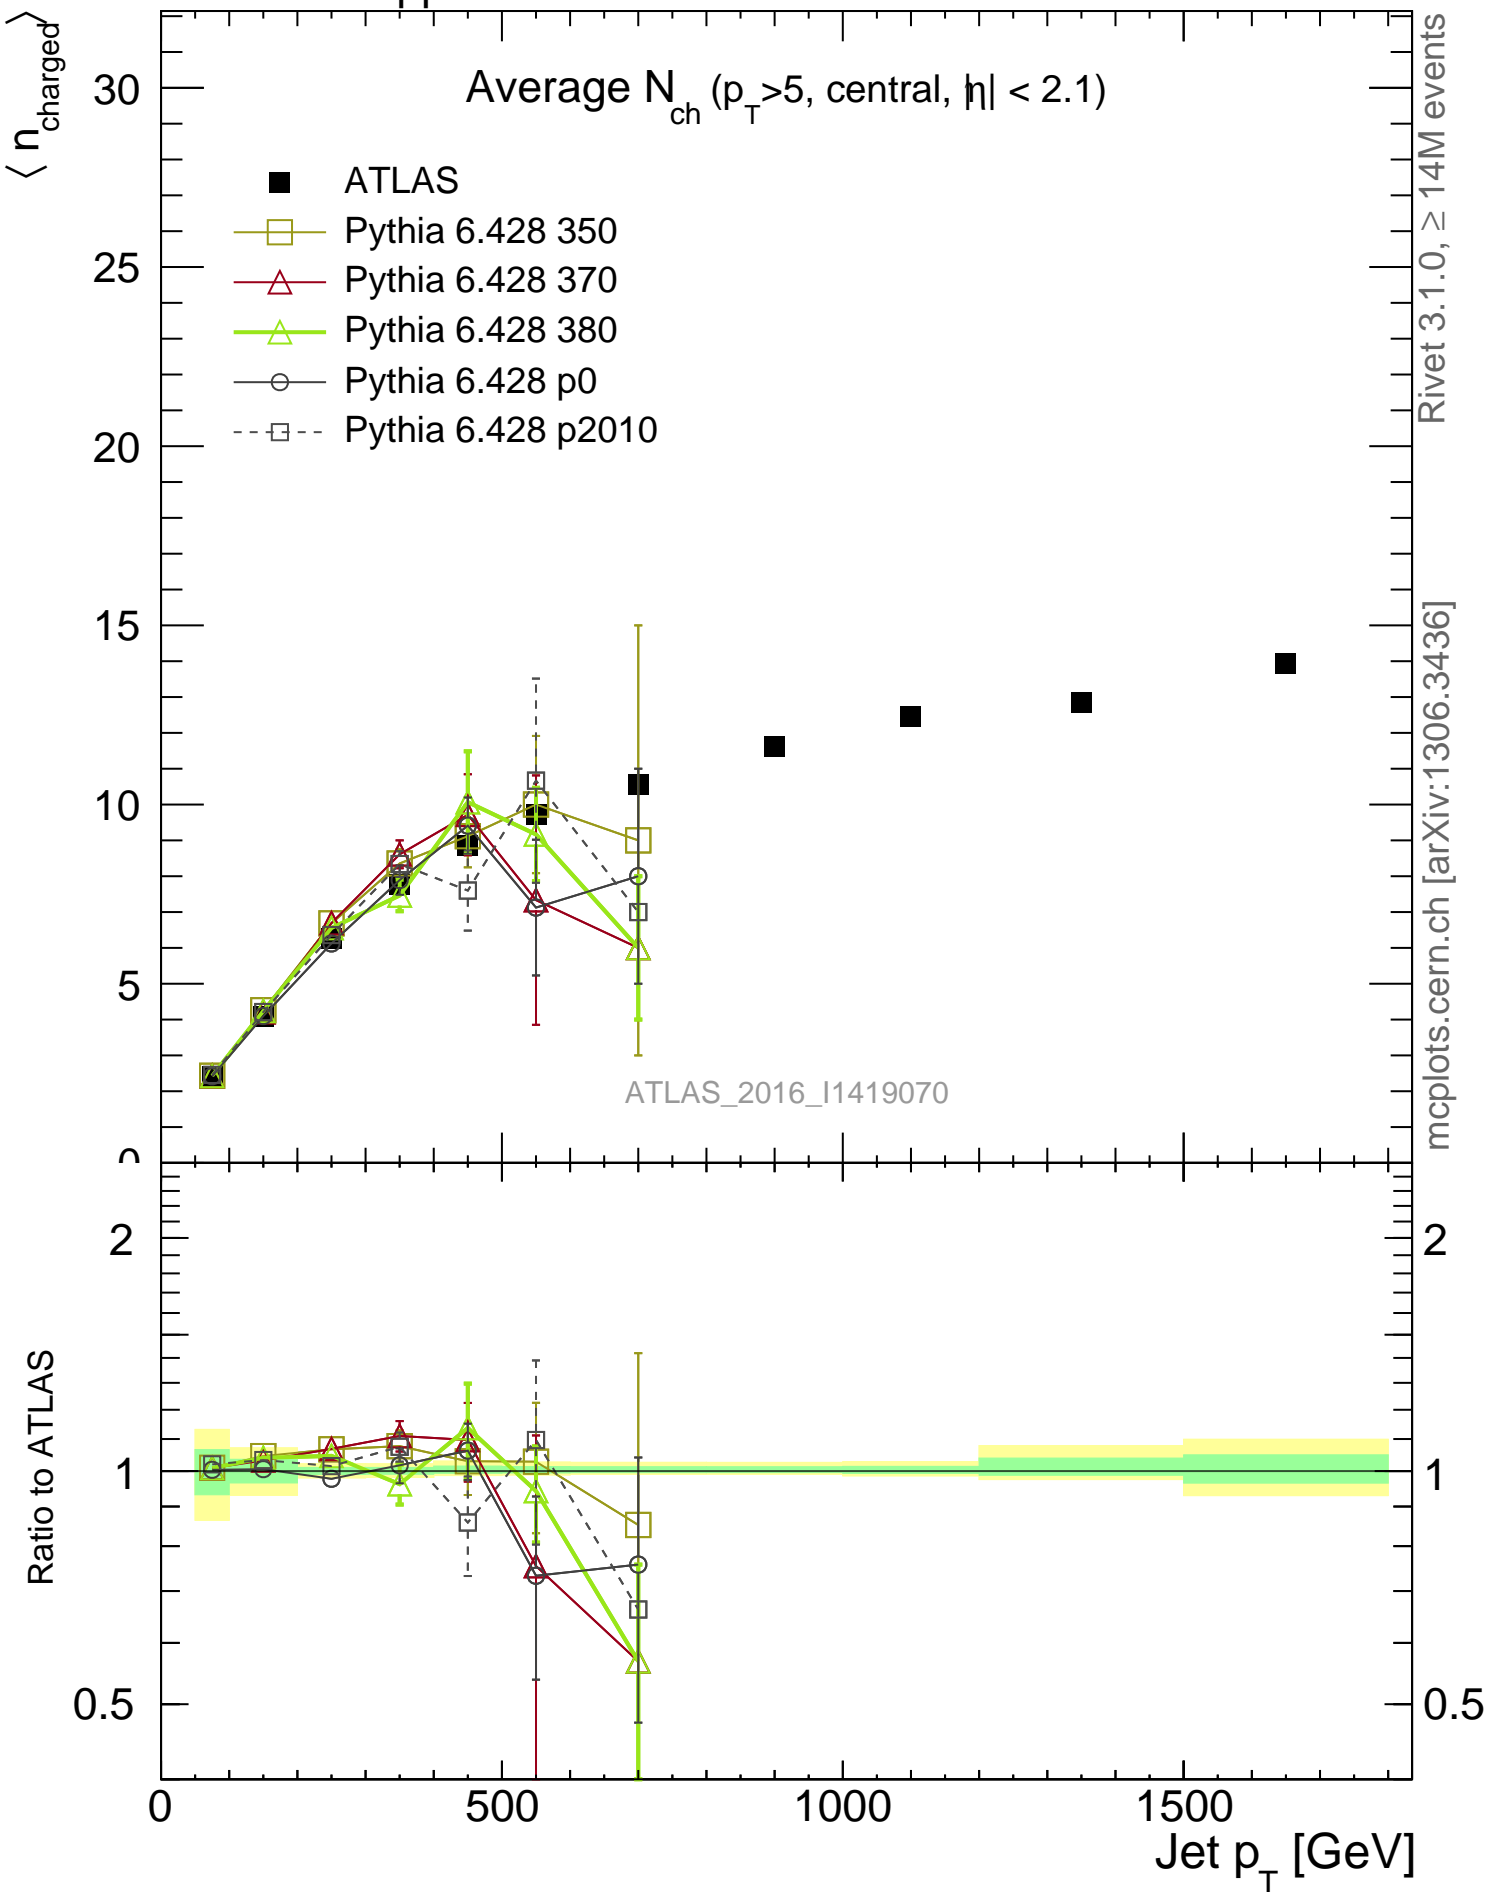 ⟨ n_charged ⟩
Average N_ch (p_T>5, central, |η| < 2.1)
ATLAS
Pythia 6.428 350
Pythia 6.428 370
Pythia 6.428 380
Pythia 6.428 p0
Pythia 6.428 p2010
30
25
20
15
10
5
0
ATLAS_2016_I1419070
Rivet 3.1.0, ≥ 14M events
mcplots.cern.ch [arXiv:1306.3436]
Ratio to ATLAS
2
1
0.5
2
1
0.5
0
500
1000
1500
Jet p_T [GeV]